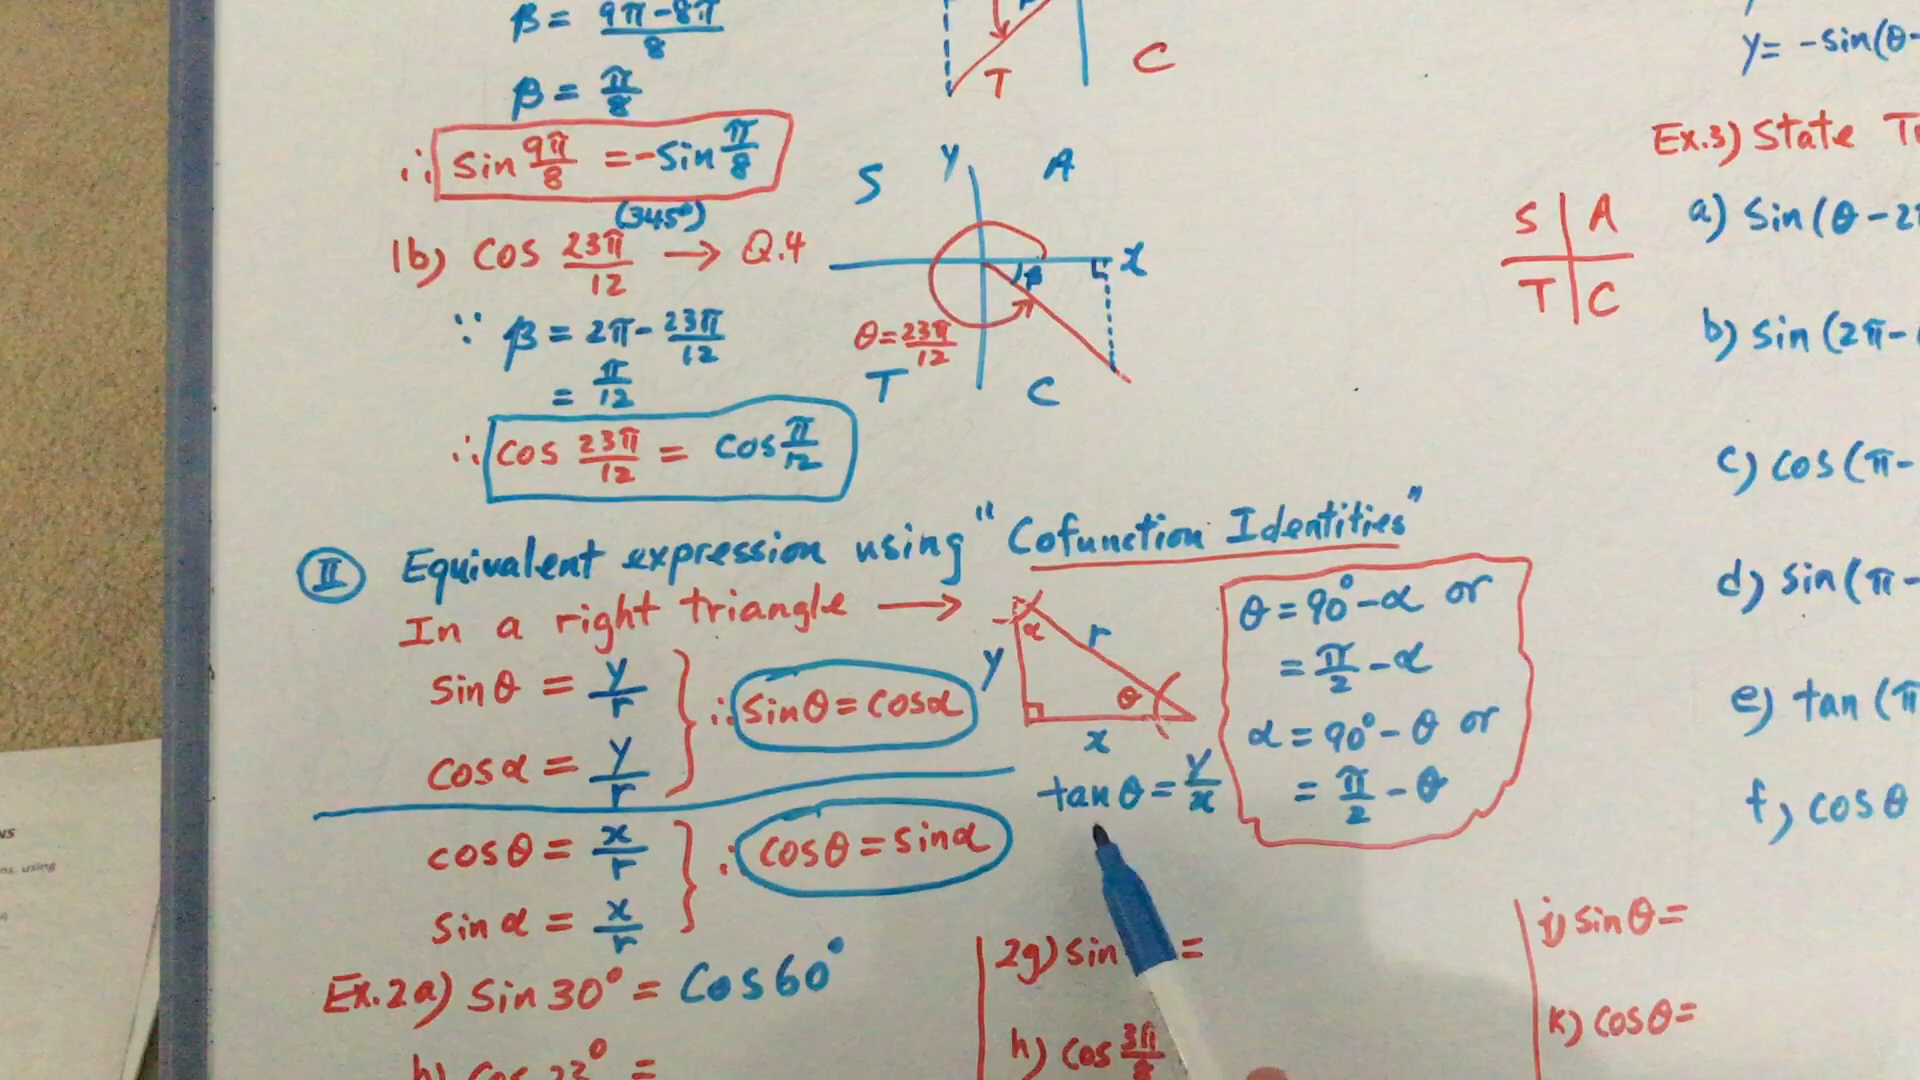 β = 9π-8π/8
β = π/8
∴ sin 9π/8 = -sin π/8
T
C
(345°)
1b) cos 23π/12 → Q.4
∵ β = 2π - 23π/12
= π/12
∴ cos 23π/12 = cos π/12
S
y
A
x
β
θ = 23π/12
T
C
II Equivalent expression using "Cofunction Identities"
In a right triangle →
sin θ = y/r
cos α = y/r
∴ sin θ = cos α
cos θ = x/r
sin α = x/r
∴ cos θ = sin α
α
r
y
θ
x
tan θ = y/x
θ = 90° - α or
= π/2 - α
α = 90° - θ or
= π/2 - θ
Ex.2a) sin 30° = cos 60°
2g) sin =
h) cos 3π/8
j) sin θ =
k) cos θ =
y = -sin(θ-
Ex.3) State
S A
T C
a) sin(θ - 2
b) sin(2π -
c) cos(π -
d) sin(π -
e) tan(π
f) cos θ
using